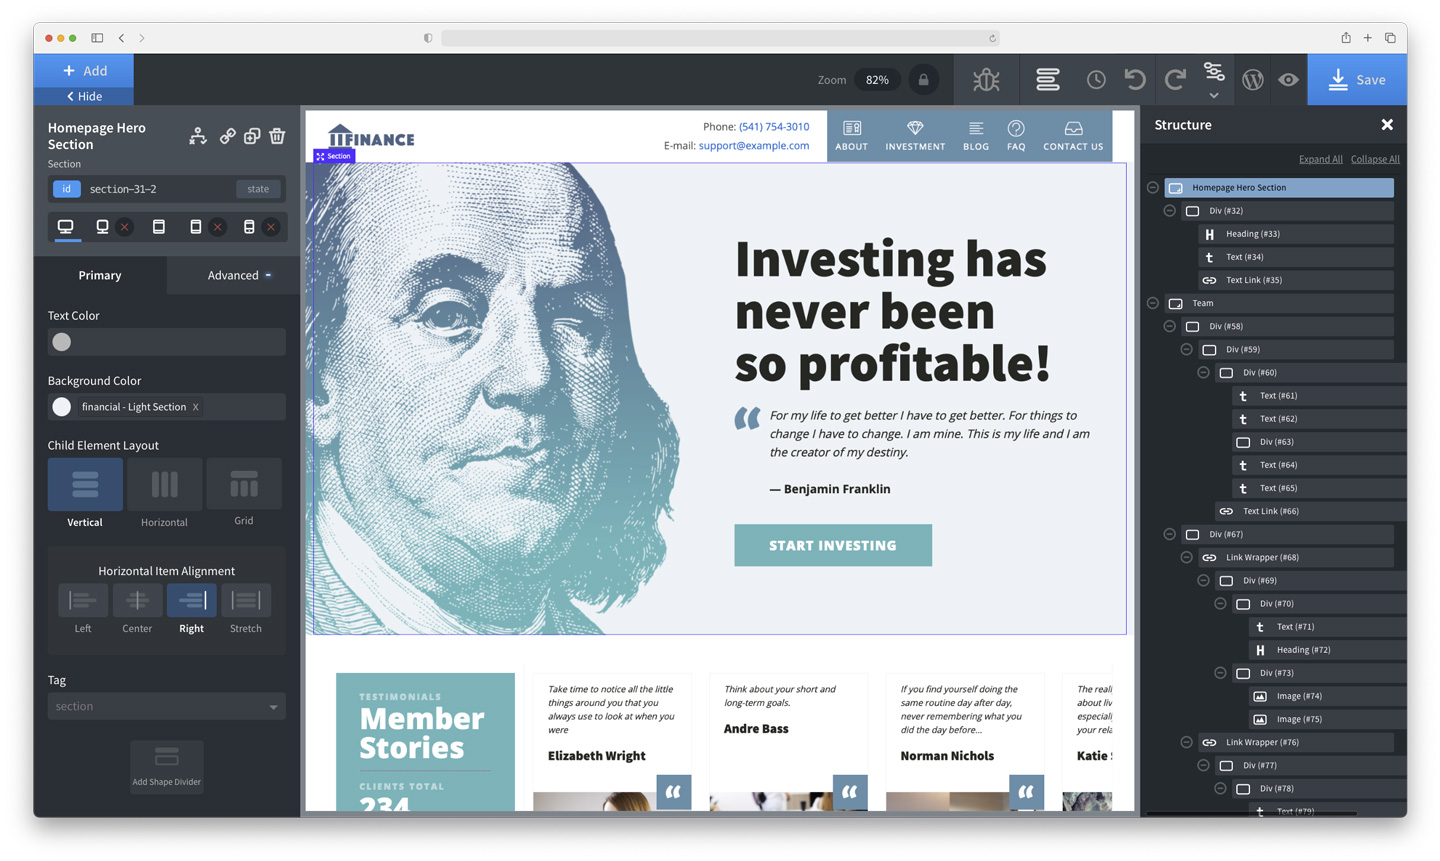 + Add
Hide
Zoom
82%
Save
Homepage Hero
Section
Section
id
section-31-2
state
Primary
Advanced
Text Color
Background Color
financial - Light Section
x
Child Element Layout
Vertical
Horizontal
Grid
Horizontal Item Alignment
Left
Center
Right
Stretch
Tag
section
Add Shape Divider
FINANCE
Section
Phone: (541) 754-3010
E-mail: support@example.com
ABOUT
INVESTMENT
BLOG
FAQ
CONTACT US
Investing has
never been
so profitable!
“
For my life to get better I have to get better. For things to
change I have to change. I am mine. This is my life and I am
the creator of my destiny.
— Benjamin Franklin
START INVESTING
TESTIMONIALS
Member
Stories
CLIENTS TOTAL
234
Take time to notice all the little
things around you that you
always use to look at when you
were
Elizabeth Wright
“
Think about your short and
long-term goals.
Andre Bass
“
If you find yourself doing the
same routine day after day,
never remembering what you
did the day before...
Norman Nichols
“
The reali
about liv
especiall
your rela
Katie S
Structure
Expand All
Collapse All
Homepage Hero Section
Div (#32)
H Heading (#33)
t Text (#34)
Text Link (#35)
Team
Div (#58)
Div (#59)
Div (#60)
t Text (#61)
t Text (#62)
Div (#63)
t Text (#64)
t Text (#65)
Text Link (#66)
Div (#67)
Link Wrapper (#68)
Div (#69)
Div (#70)
t Text (#71)
H Heading (#72)
Div (#73)
Image (#74)
Image (#75)
Link Wrapper (#76)
Div (#77)
Div (#78)
t Text (#79)